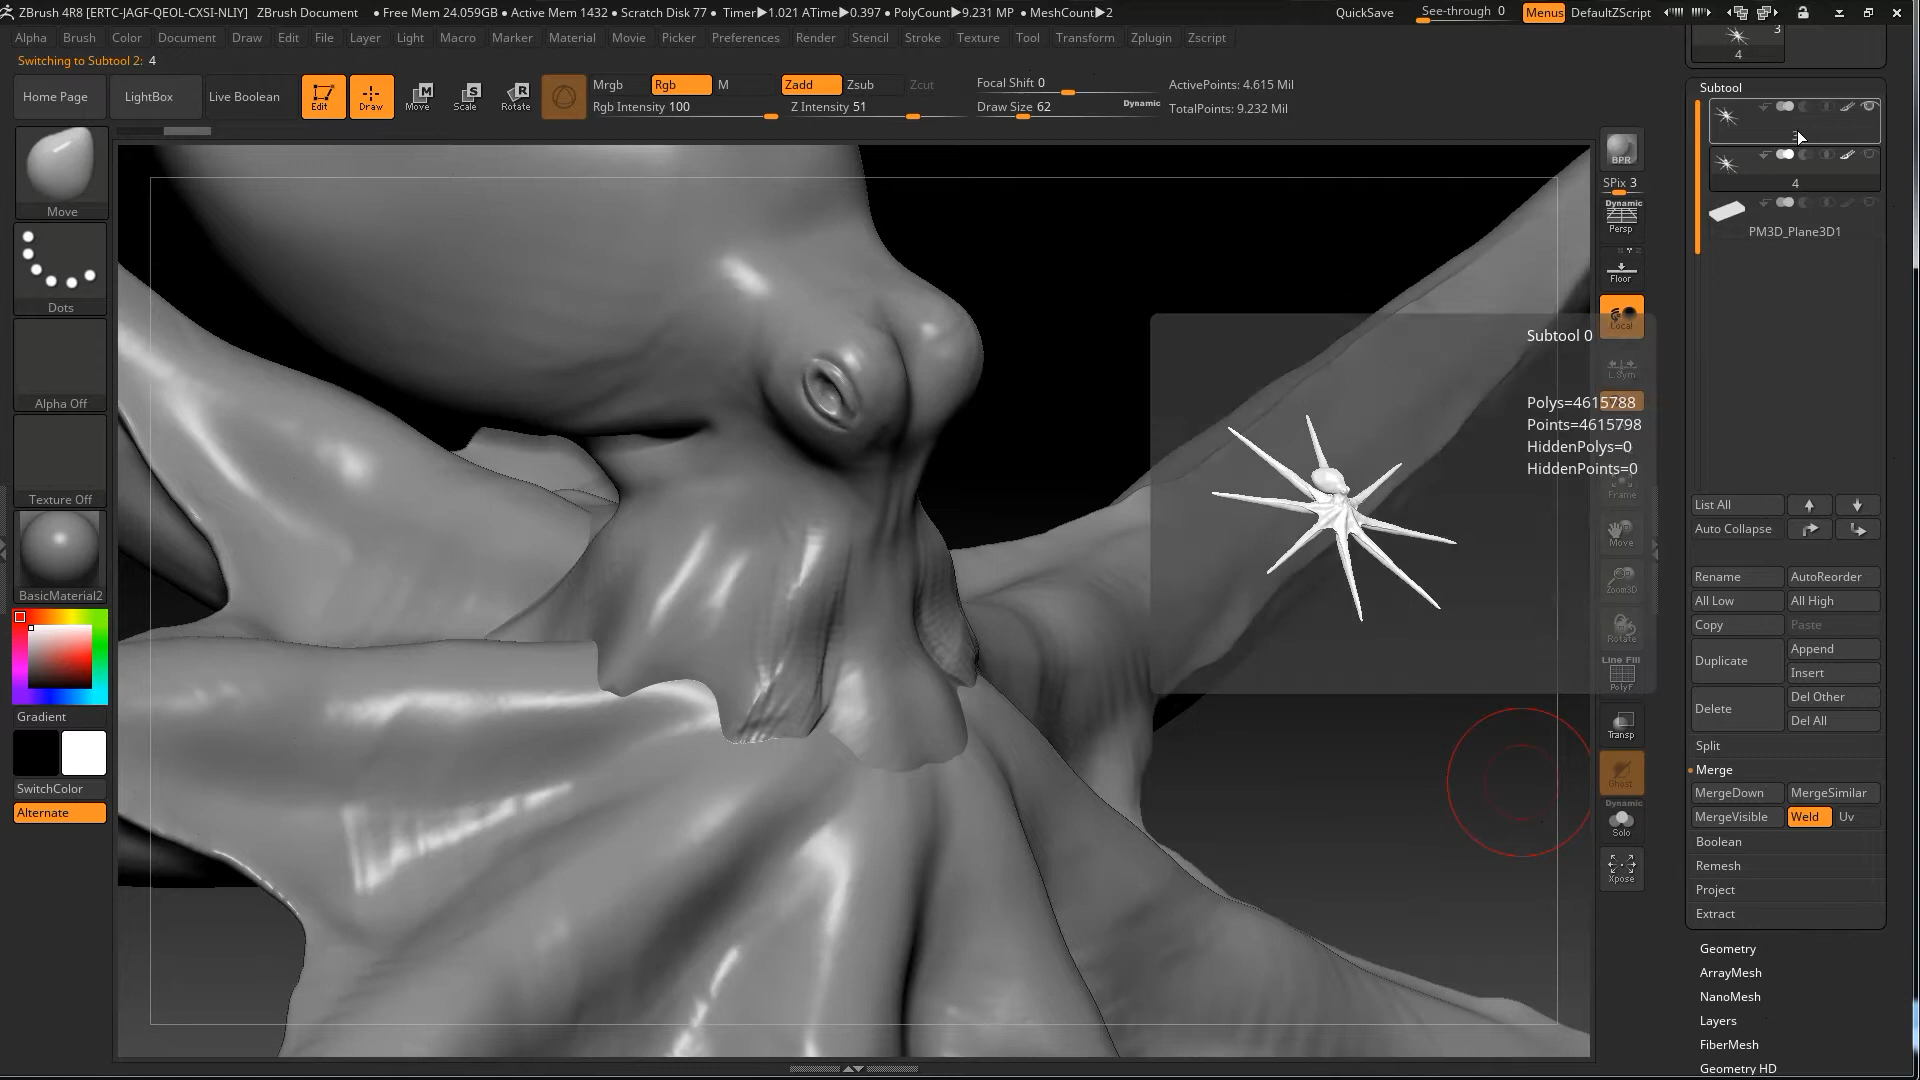 ZBrush 4R8 [ERTC-JAGF-QEOL-CXSI-NLIY] ZBrush Document • Free Mem 24.059GB • Active Mem 1432 • Scratch Disk 77 • Timer▶1.021 ATime▶0.397 • PolyCount▶9.231 MP • MeshCount▶2 QuickSave See-through 0 Menus DefaultZScript
Alpha Brush Color Document Draw Edit File Layer Light Macro Marker Material Movie Picker Preferences Render Stencil Stroke Texture Tool Transform Zplugin Zscript
Switching to Subtool 2: 4
Home Page LightBox Live Boolean Edit Draw Move Scale Rotate
Mrgb Rgb M Zadd Zsub Zcut Focal Shift 0 ActivePoints: 4.615 Mil
Rgb Intensity 100 Z Intensity 51 Draw Size 62 Dynamic TotalPoints: 9.232 Mil
Move
Dots
Alpha Off
Texture Off
BasicMaterial2
Gradient
SwitchColor
Alternate
BPR
SPix 3
Dynamic
Persp
Floor
Local
L.Sym
Frame
Move
Zoom3D
Rotate
Line Fill
PolyF
Transp
Ghost
Dynamic
Solo
Xpose
Subtool 0
Polys=4615788
Points=4615798
HiddenPolys=0
HiddenPoints=0
3
4
Subtool
4
PM3D_Plane3D1
List All
Auto Collapse
Rename AutoReorder
All Low All High
Copy Paste
Duplicate Append
Insert
Delete Del Other
Del All
Split
Merge
MergeDown MergeSimilar
MergeVisible Weld Uv
Boolean
Remesh
Project
Extract
Geometry
ArrayMesh
NanoMesh
Layers
FiberMesh
Geometry HD